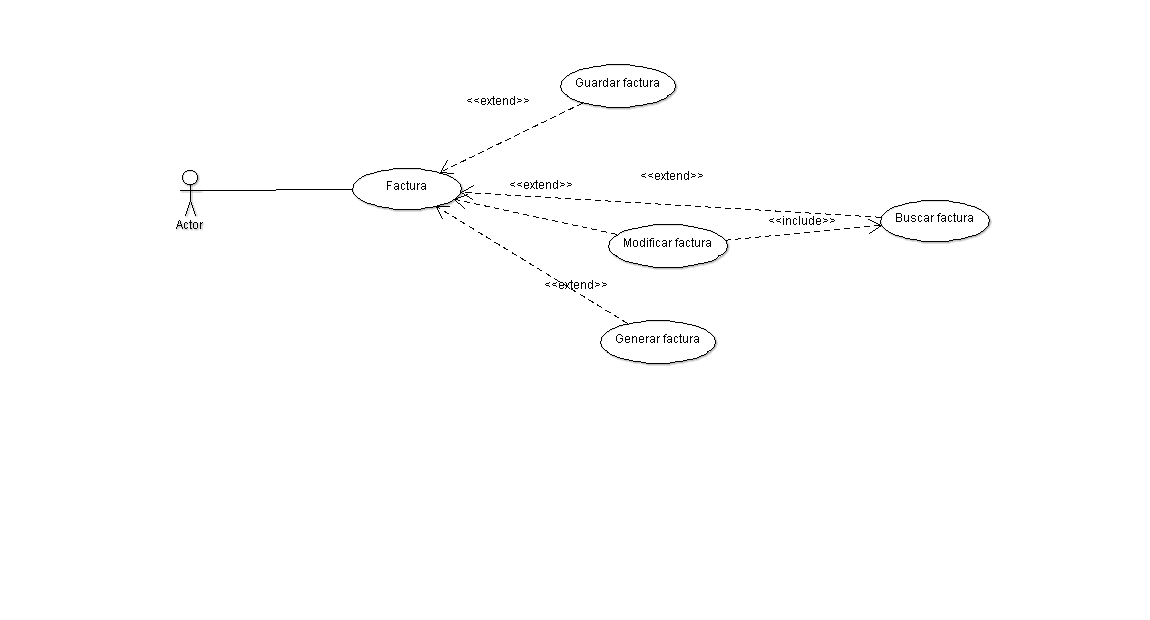 Guardar factura
<<extend>>
Factura
<<extend>>
<<extend>>
Actor
Buscar factura
<<include>>
Modificar factura
<<extend>>
Generar factura